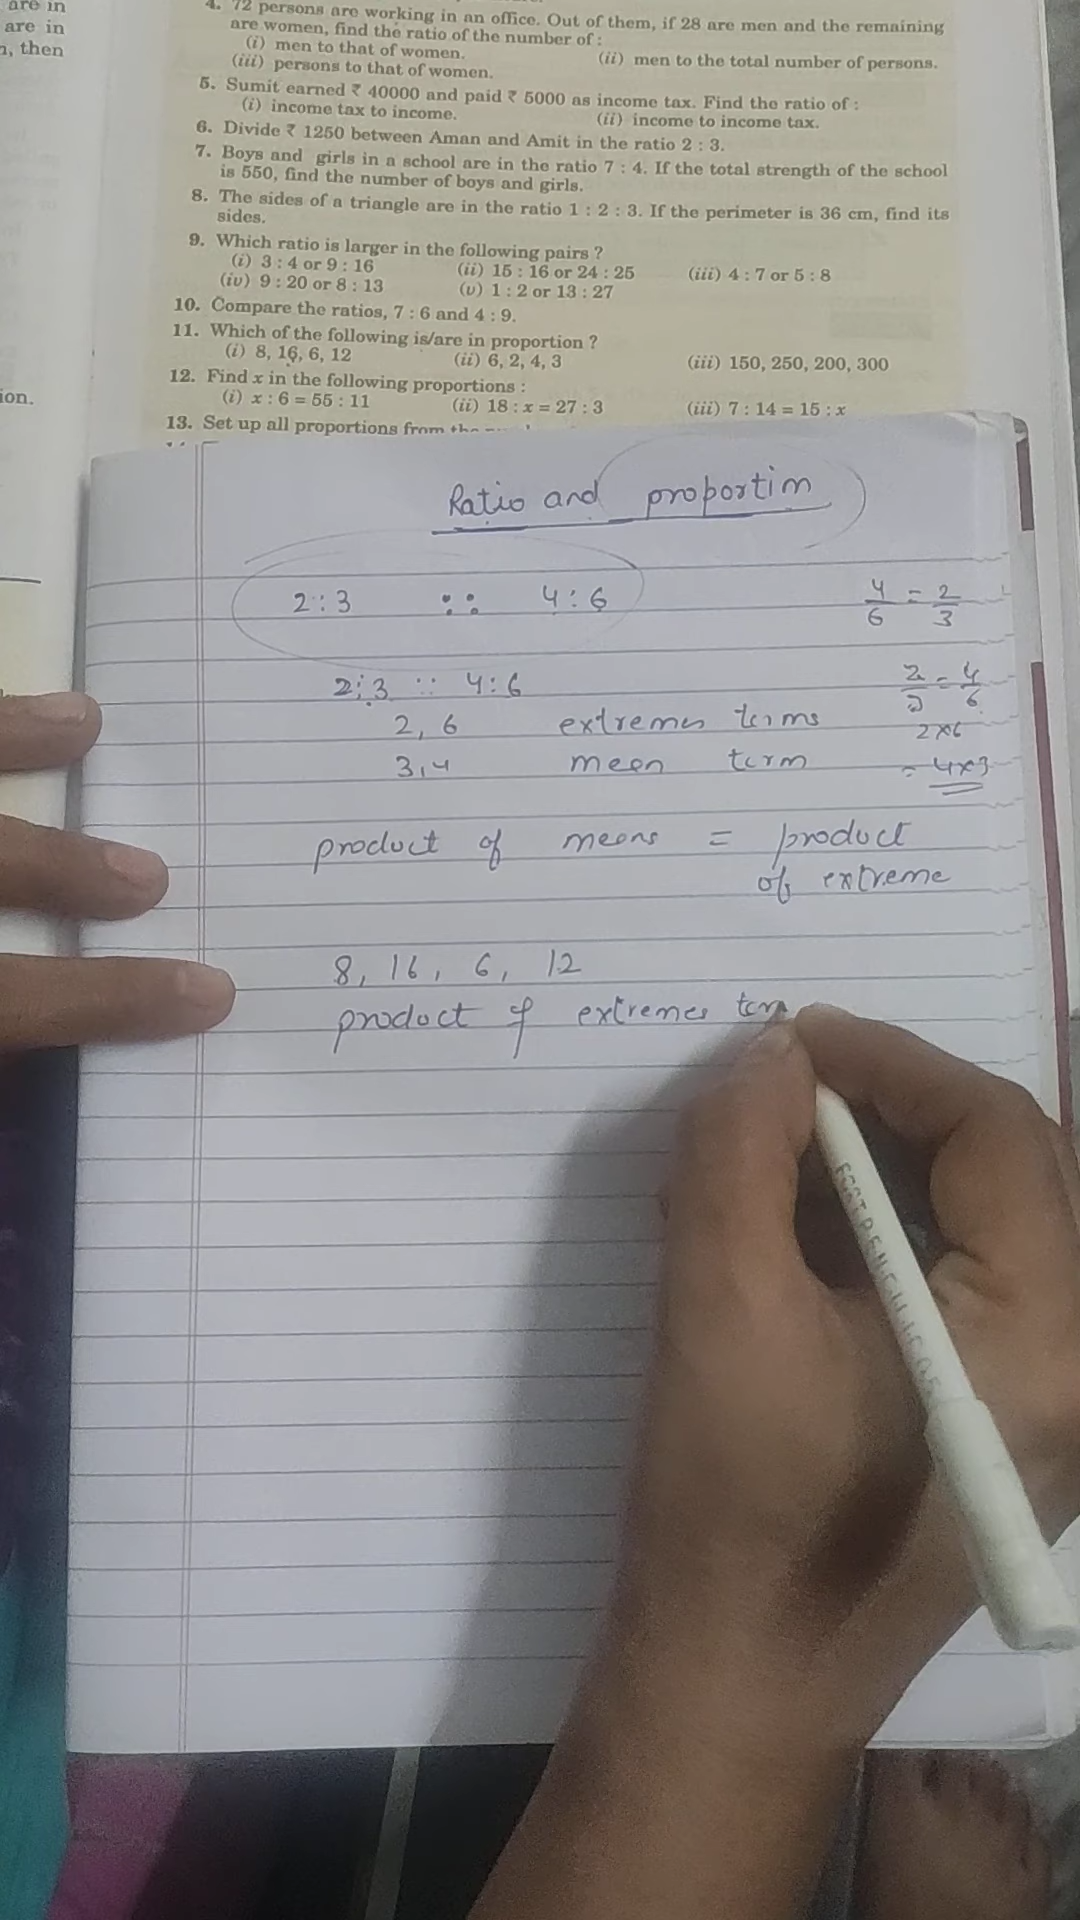 are in
are in
, then
ion.
4. 72 persons are working in an office. Out of them, if 28 are men and the remaining
are women, find the ratio of the number of :
(i) men to that of women. (ii) men to the total number of persons.
(iii) persons to that of women.
5. Sumit earned ₹ 40000 and paid ₹ 5000 as income tax. Find the ratio of :
(i) income tax to income. (ii) income to income tax.
6. Divide ₹ 1250 between Aman and Amit in the ratio 2 : 3.
7. Boys and girls in a school are in the ratio 7 : 4. If the total strength of the school
is 550, find the number of boys and girls.
8. The sides of a triangle are in the ratio 1 : 2 : 3. If the perimeter is 36 cm, find its
sides.
9. Which ratio is larger in the following pairs ?
(i) 3 : 4 or 9 : 16 (ii) 15 : 16 or 24 : 25 (iii) 4 : 7 or 5 : 8
(iv) 9 : 20 or 8 : 13 (v) 1 : 2 or 13 : 27
10. Compare the ratios, 7 : 6 and 4 : 9.
11. Which of the following is/are in proportion ?
(i) 8, 16, 6, 12 (ii) 6, 2, 4, 3 (iii) 150, 250, 200, 300
12. Find x in the following proportions :
(i) x : 6 = 55 : 11 (ii) 18 : x = 27 : 3 (iii) 7 : 14 = 15 : x
13. Set up all proportions from
Ratio and proportim
2:3 :: 4:6 4/6 = 2/3
2:3 :: 4:6 2/3 = 4/6
2, 6 extremes terms 2×6
3,4 mean term = 4×3
product of means = product
of extreme
8, 16, 6, 12
product of extremes